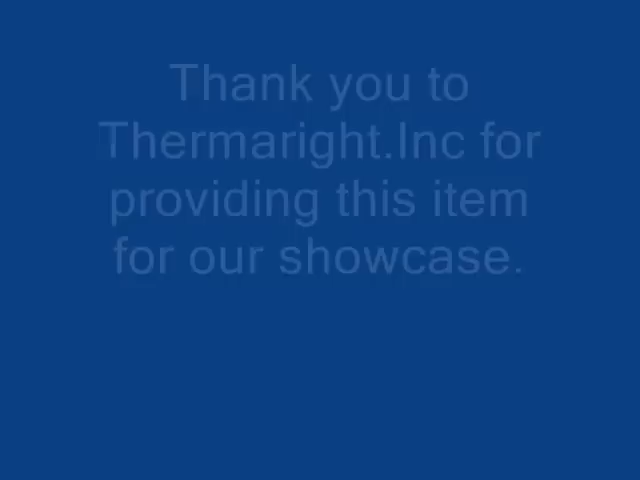 Thank you to
Thermaright.Inc for
providing this item
for our showcase.